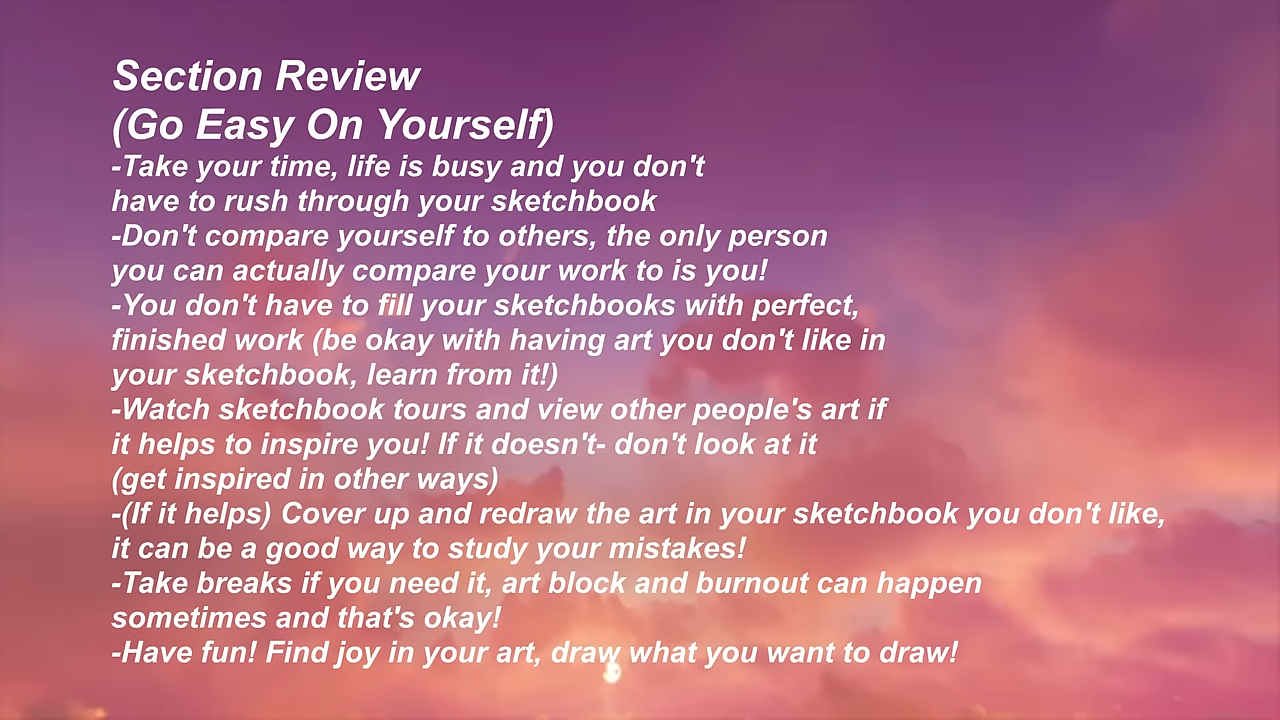 Section Review
(Go Easy On Yourself)
-Take your time, life is busy and you don't
have to rush through your sketchbook
-Don't compare yourself to others, the only person
you can actually compare your work to is you!
-You don't have to fill your sketchbooks with perfect,
finished work (be okay with having art you don't like in
your sketchbook, learn from it!)
-Watch sketchbook tours and view other people's art if
it helps to inspire you! If it doesn't- don't look at it
(get inspired in other ways)
-(If it helps) Cover up and redraw the art in your sketchbook you don't like,
it can be a good way to study your mistakes!
-Take breaks if you need it, art block and burnout can happen
sometimes and that's okay!
-Have fun! Find joy in your art, draw what you want to draw!